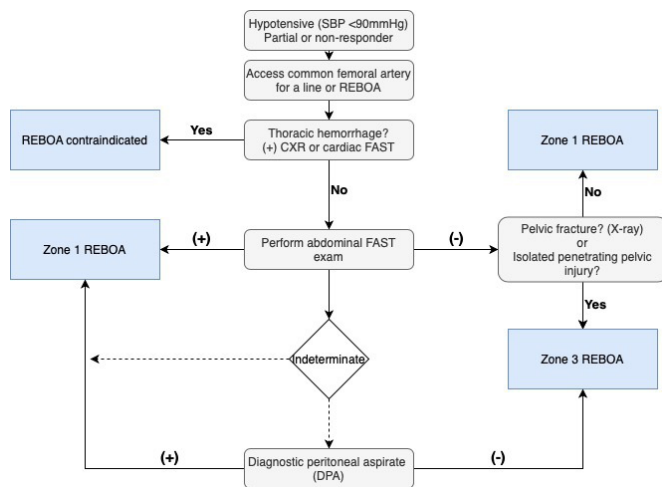 Hypotensive (SBP <90mmHg)
Partial or non-responder
Access common femoral artery
for a line or REBOA
REBOA contraindicated
Yes
Thoracic hemorrhage?
(+) CXR or cardiac FAST
Zone 1 REBOA
No
No
Zone 1 REBOA
(+)
Perform abdominal FAST
exam
(-)
Pelvic fracture? (X-ray)
or
Isolated penetrating pelvic
injury?
Yes
Indeterminate
Zone 3 REBOA
(+)
Diagnostic peritoneal aspirate
(DPA)
(-)